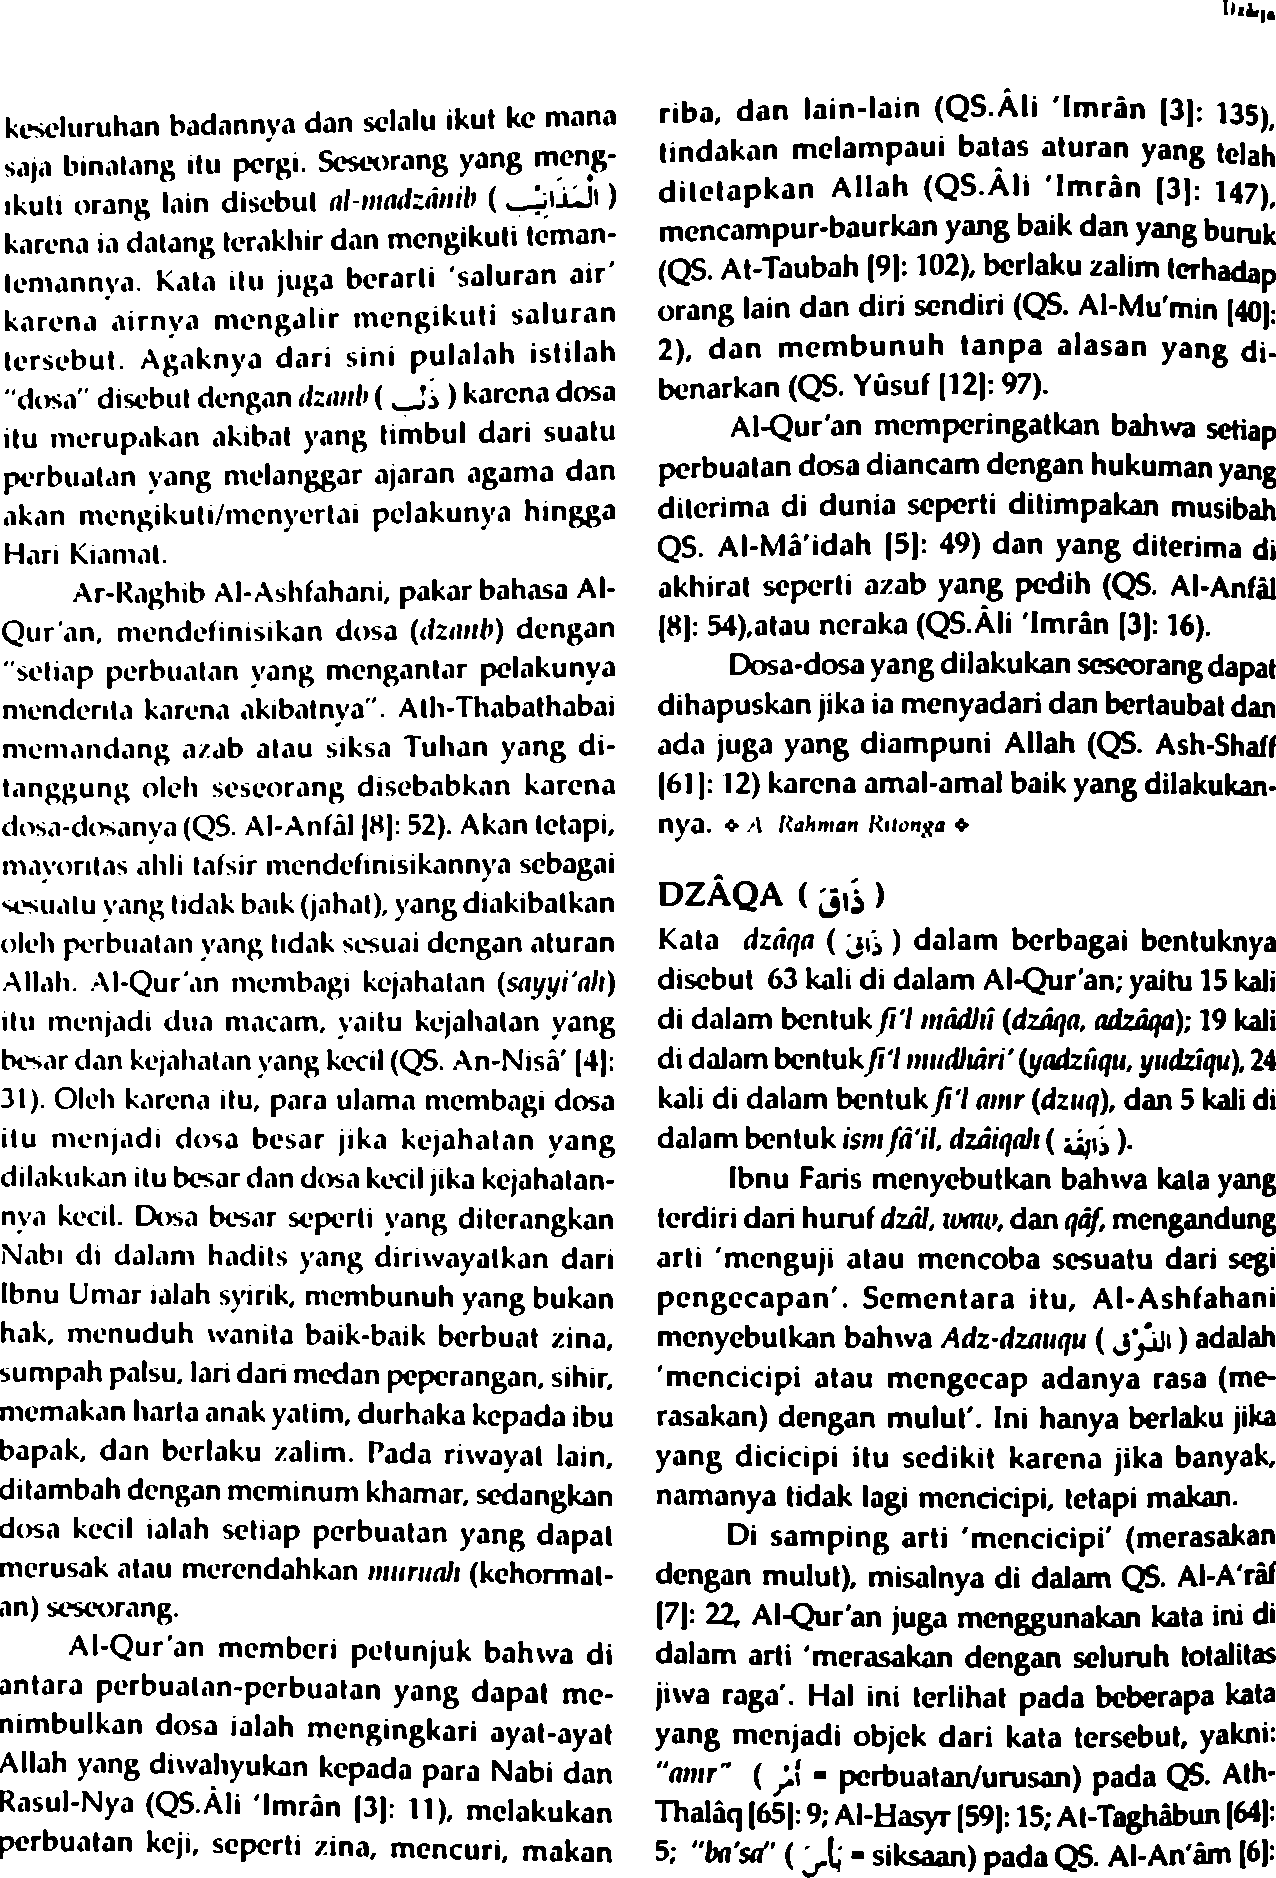 Dzâqa
keseluruhan badannya dan selalu ikut ke mana
saja binatang itu pergi. Seseorang yang meng-
ikuti orang lain disebut al-madzânib ( الْمَذَانِبُ )
karena ia datang terakhir dan mengikuti teman-
temannya. Kata itu juga berarti 'saluran air'
karena airnya mengalir mengikuti saluran
tersebut. Agaknya dari sini pulalah istilah
"dosa" disebut dengan dzanb ( ذَنْب ) karena dosa
itu merupakan akibat yang timbul dari suatu
perbuatan yang melanggar ajaran agama dan
akan mengikuti/menyertai pelakunya hingga
Hari Kiamat.
Ar-Raghib Al-Ashfahani, pakar bahasa Al-
Qur'an, mendefinisikan dosa (dzanb) dengan
"setiap perbuatan yang mengantar pelakunya
menderita karena akibatnya". Ath-Thabathabai
memandang azab atau siksa Tuhan yang di-
tanggung oleh seseorang disebabkan karena
dosa-dosanya (QS. Al-Anfâl [8]: 52). Akan tetapi,
mayoritas ahli tafsir mendefinisikannya sebagai
sesuatu yang tidak baik (jahat), yang diakibatkan
oleh perbuatan yang tidak sesuai dengan aturan
Allah. Al-Qur'an membagi kejahatan (sayyi'ah)
itu menjadi dua macam, yaitu kejahatan yang
besar dan kejahatan yang kecil (QS. An-Nisâ' [4]:
31). Oleh karena itu, para ulama membagi dosa
itu menjadi dosa besar jika kejahatan yang
dilakukan itu besar dan dosa kecil jika kejahatan-
nya kecil. Dosa besar seperti yang diterangkan
Nabi di dalam hadits yang diriwayatkan dari
Ibnu Umar ialah syirik, membunuh yang bukan
hak, menuduh wanita baik-baik berbuat zina,
sumpah palsu, lari dari medan peperangan, sihir,
memakan harta anak yatim, durhaka kepada ibu
bapak, dan berlaku zalim. Pada riwayat lain,
ditambah dengan meminum khamar, sedangkan
dosa kecil ialah setiap perbuatan yang dapat
merusak atau merendahkan muruah (kehormat-
an) seseorang.
Al-Qur'an memberi petunjuk bahwa di
antara perbuatan-perbuatan yang dapat me-
nimbulkan dosa ialah mengingkari ayat-ayat
Allah yang diwahyukan kepada para Nabi dan
Rasul-Nya (QS.Âli 'Imrân [3]: 11), melakukan
perbuatan keji, seperti zina, mencuri, makan
riba, dan lain-lain (QS.Âli 'Imrân [3]: 135),
tindakan melampaui batas aturan yang telah
ditetapkan Allah (QS.Âli 'Imrân [3]: 147),
mencampur-baurkan yang baik dan yang buruk
(QS. At-Taubah [9]: 102), berlaku zalim terhadap
orang lain dan diri sendiri (QS. Al-Mu'min [40]:
2), dan membunuh tanpa alasan yang di-
benarkan (QS. Yûsuf [12]: 97).
Al-Qur'an memperingatkan bahwa setiap
perbuatan dosa diancam dengan hukuman yang
diterima di dunia seperti ditimpakan musibah
QS. Al-Mâ'idah [5]: 49) dan yang diterima di
akhirat seperti azab yang pedih (QS. Al-Anfâl
[8]: 54),atau neraka (QS.Âli 'Imrân [3]: 16).
Dosa-dosa yang dilakukan seseorang dapat
dihapuskan jika ia menyadari dan bertaubat dan
ada juga yang diampuni Allah (QS. Ash-Shaff
[61]: 12) karena amal-amal baik yang dilakukan-
nya. ❖ A Rahman Ritonga ❖
DZÂQA ( ذَاقَ )
Kata dzâqa ( ذَاقَ ) dalam berbagai bentuknya
disebut 63 kali di dalam Al-Qur'an; yaitu 15 kali
di dalam bentuk fi'l mâdhî (dzâqa, adzâqa); 19 kali
di dalam bentuk fi'l mudhâri' (yadzûqu, yudzîqu), 24
kali di dalam bentuk fi'l amr (dzuq), dan 5 kali di
dalam bentuk ism fâ'il, dzâiqah ( ذَائِقَة ).
Ibnu Faris menyebutkan bahwa kata yang
terdiri dari huruf dzâl, waw, dan qâf, mengandung
arti 'menguji atau mencoba sesuatu dari segi
pengecapan'. Sementara itu, Al-Ashfahani
menyebutkan bahwa Adz-dzauqu ( الذَّوْقُ ) adalah
'mencicipi atau mengecap adanya rasa (me-
rasakan) dengan mulut'. Ini hanya berlaku jika
yang dicicipi itu sedikit karena jika banyak,
namanya tidak lagi mencicipi, tetapi makan.
Di samping arti 'mencicipi' (merasakan
dengan mulut), misalnya di dalam QS. Al-A'râf
[7]: 22, Al-Qur'an juga menggunakan kata ini di
dalam arti 'merasakan dengan seluruh totalitas
jiwa raga'. Hal ini terlihat pada beberapa kata
yang menjadi objek dari kata tersebut, yakni:
"amr" ( أَمْر = perbuatan/urusan) pada QS. Ath-
Thalâq [65]: 9; Al-Hasyr [59]: 15; At-Taghâbun [64]:
5; "ba'sa" ( بَأْسَ = siksaan) pada QS. Al-An'âm [6]: